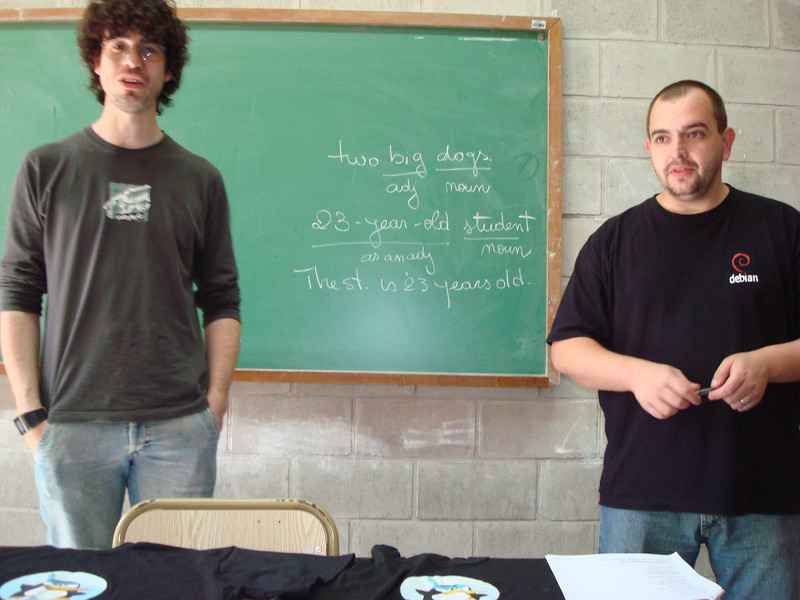 two big dogs.
adj noun
23-year-old student
as an adj noun
The st. is 23 years old.
debian